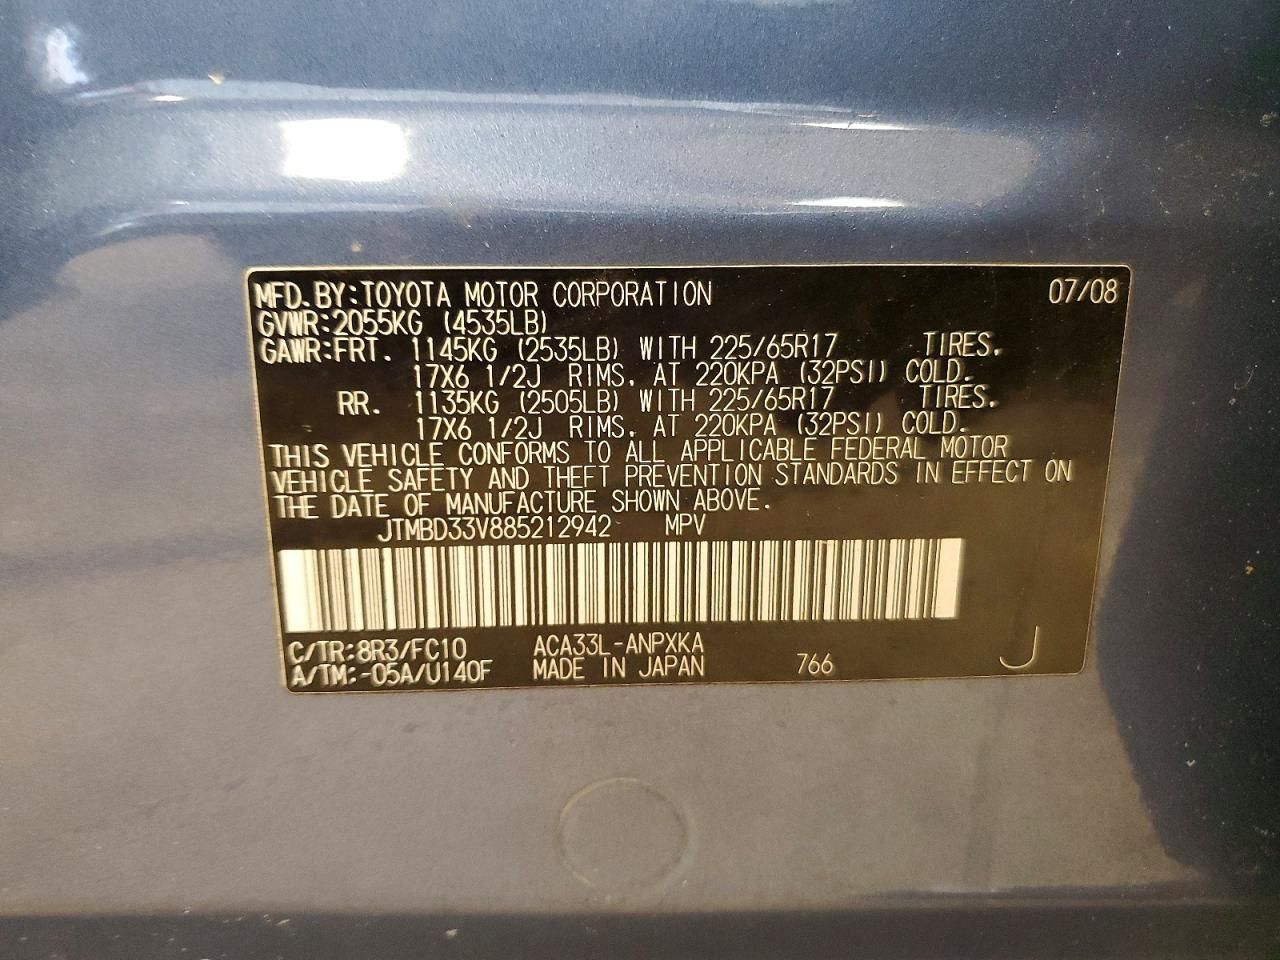 MFD.BY:TOYOTA MOTOR CORPORATION 07/08
GVWR:2055KG (4535LB)
GAWR:FRT. 1145KG (2535LB) WITH 225/65R17 TIRES.
17X6 1/2J RIMS, AT 220KPA (32PSI) COLD.
RR. 1135KG (2505LB) WITH 225/65R17 TIRES.
17X6 1/2J RIMS, AT 220KPA (32PSI) COLD.
THIS VEHICLE CONFORMS TO ALL APPLICABLE FEDERAL MOTOR
VEHICLE SAFETY AND THEFT PREVENTION STANDARDS IN EFFECT ON
THE DATE OF MANUFACTURE SHOWN ABOVE.
JTMBD33V885212942 MPV
C/TR:8R3/FC10 ACA33L-ANPXKA
A/TM:-05A/U140F MADE IN JAPAN 766 J